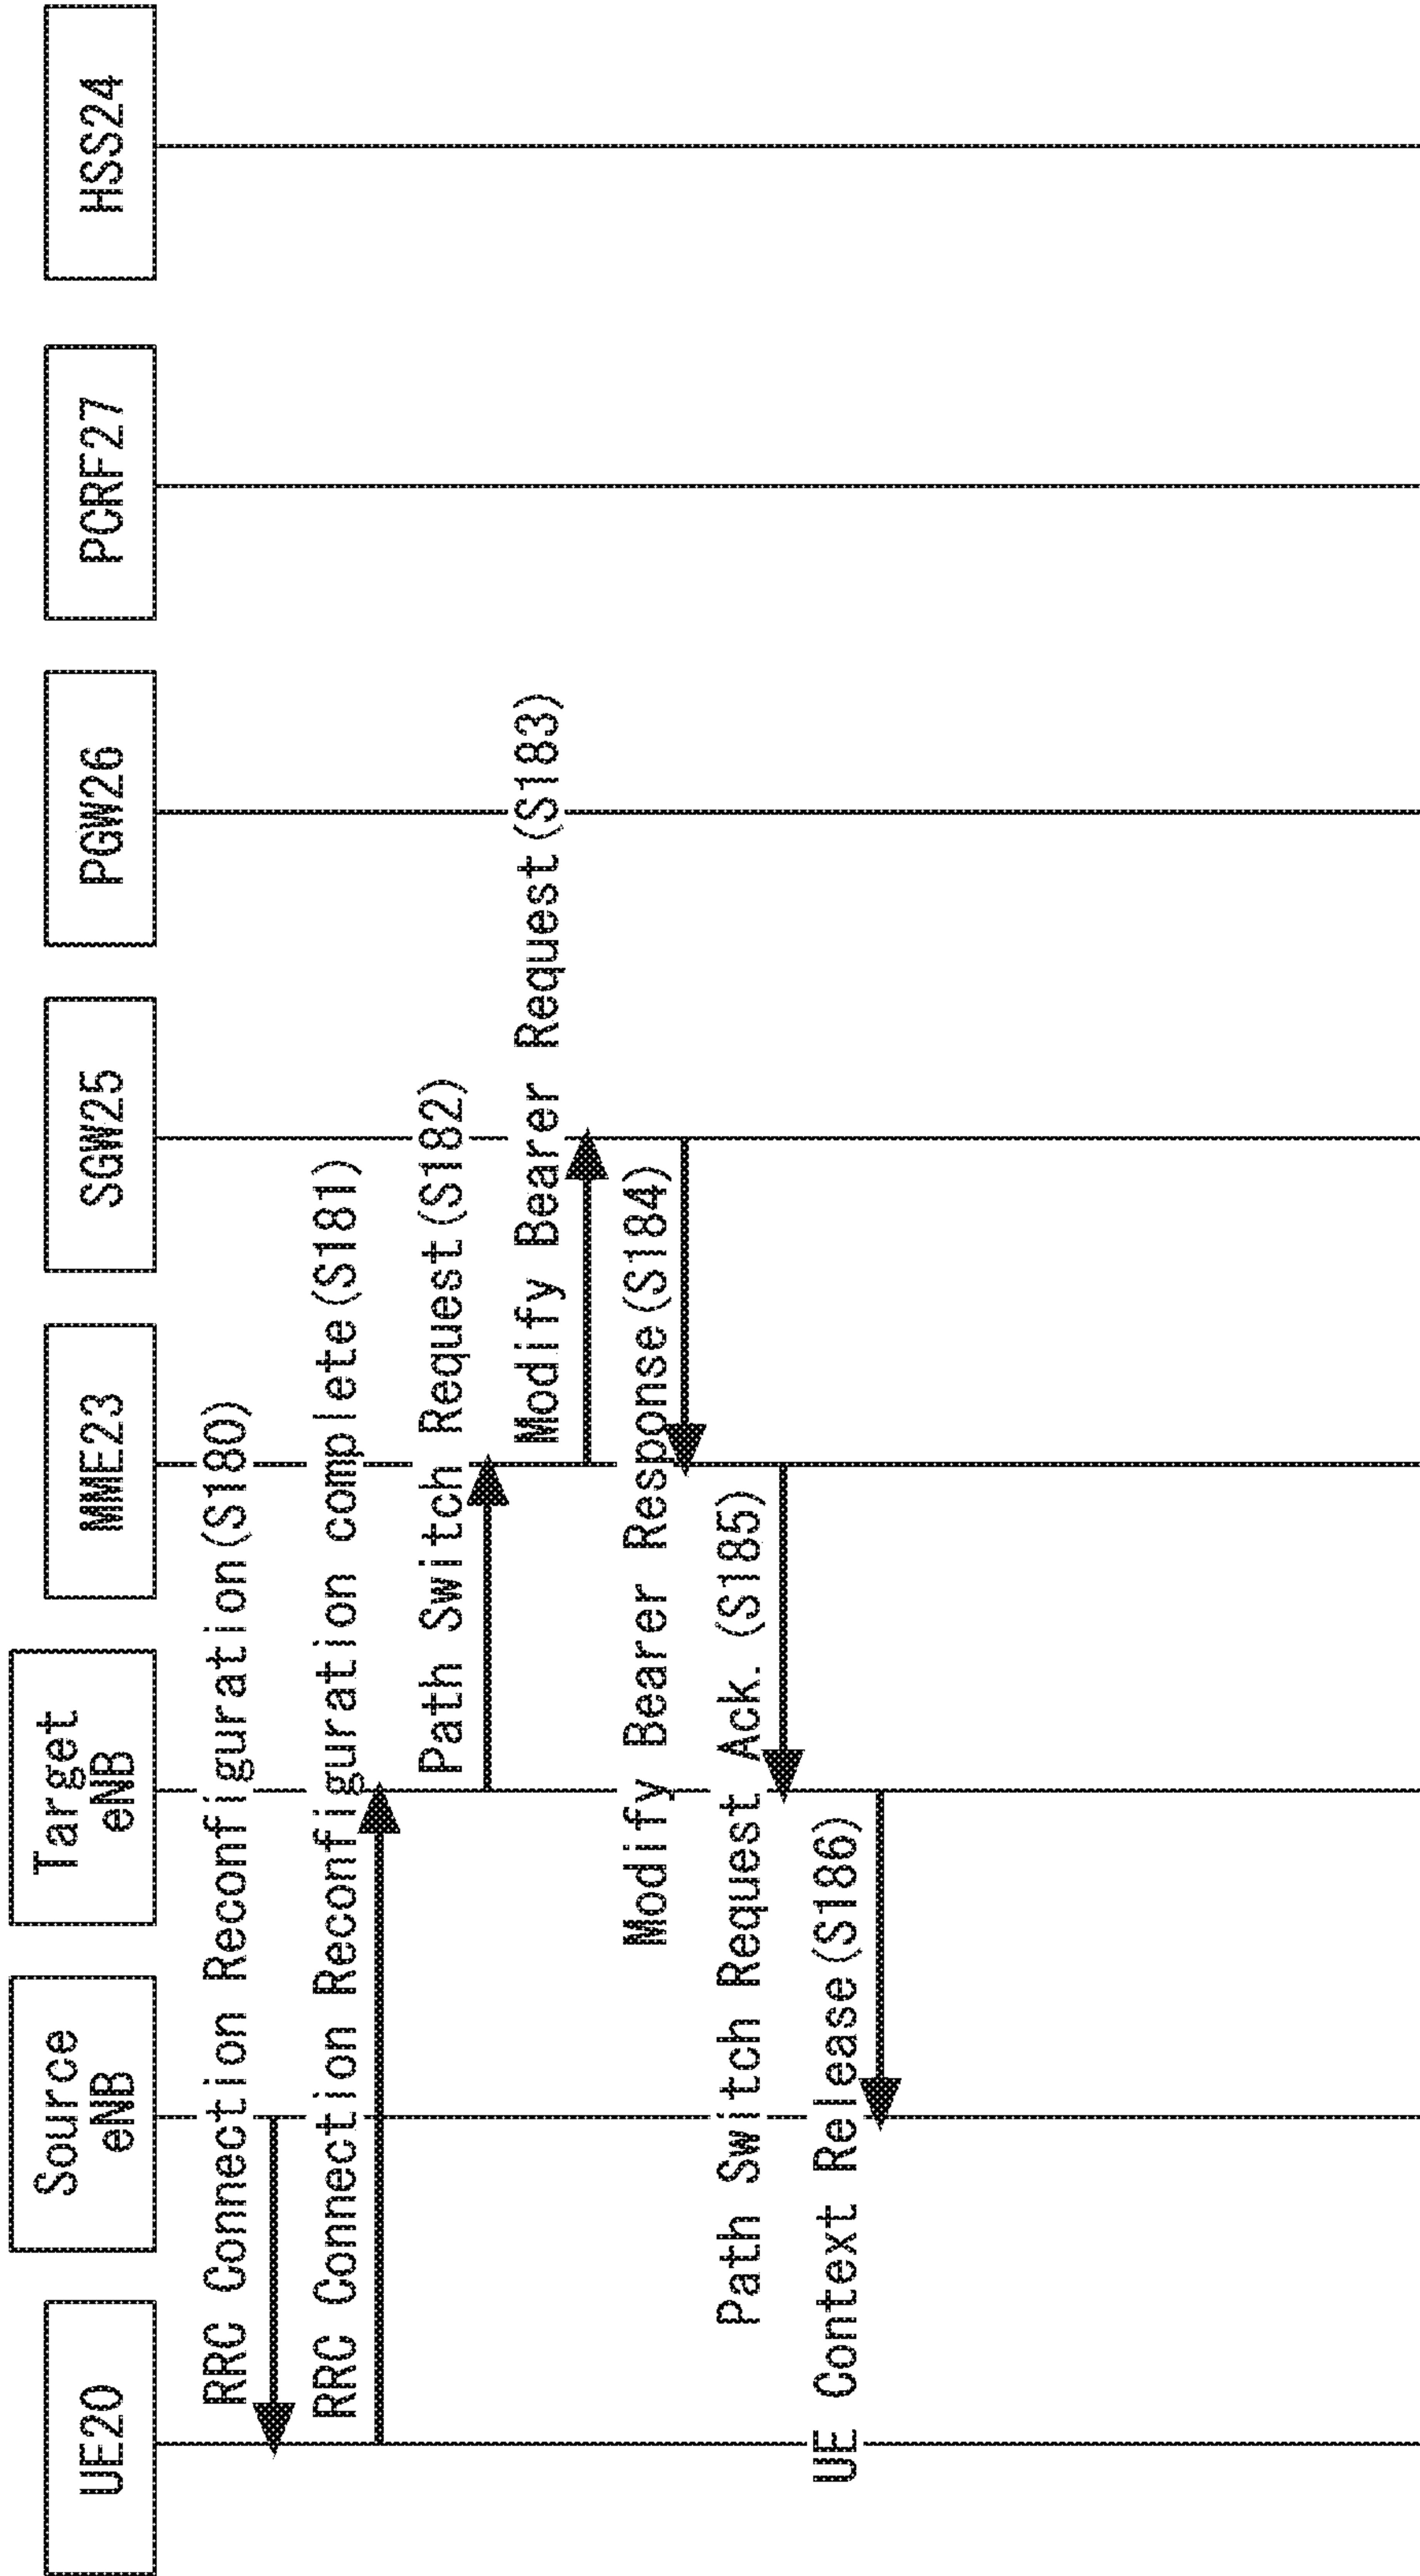 UE20
Source
eNB
Target
eNB
MME23
SGW25
PGW26
PCRF27
HSS24
RRC Connection Reconfiguration(S180)
RRC Connection Reconfiguration complete(S181)
Path Switch Request(S182)
Modify Bearer Request(S183)
Modify Bearer Response(S184)
Path Switch Request Ack.(S185)
UE Context Release(S186)